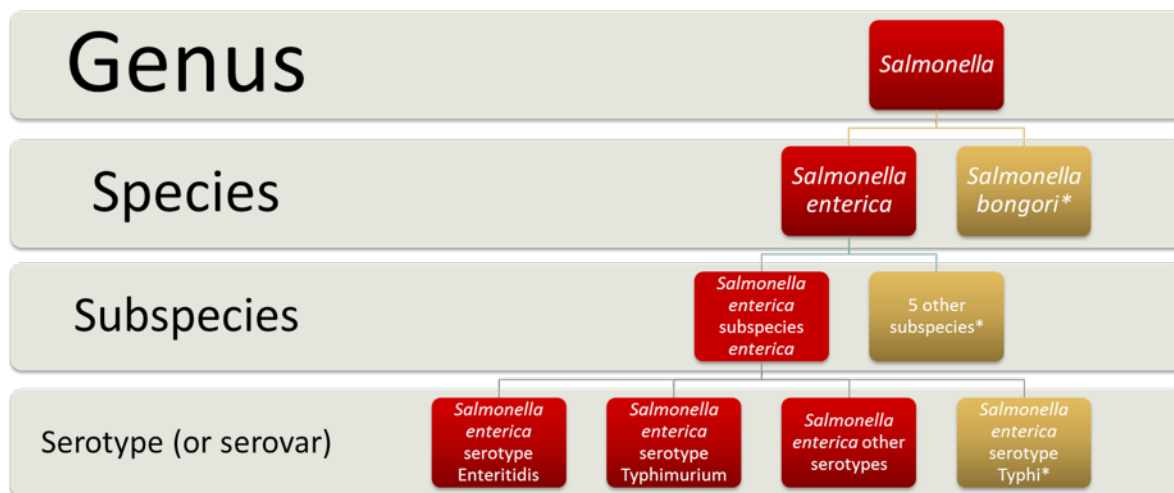 Genus
Salmonella
Species
Salmonella
enterica
Salmonella
bongori*
Subspecies
Salmonella
enterica
subspecies
enterica
5 other
subspecies*
Serotype (or serovar)
Salmonella
enterica
serotype
Enteritidis
Salmonella
enterica
serotype
Typhimurium
Salmonella
enterica other
serotypes
Salmonella
enterica
serotype
Typhi*